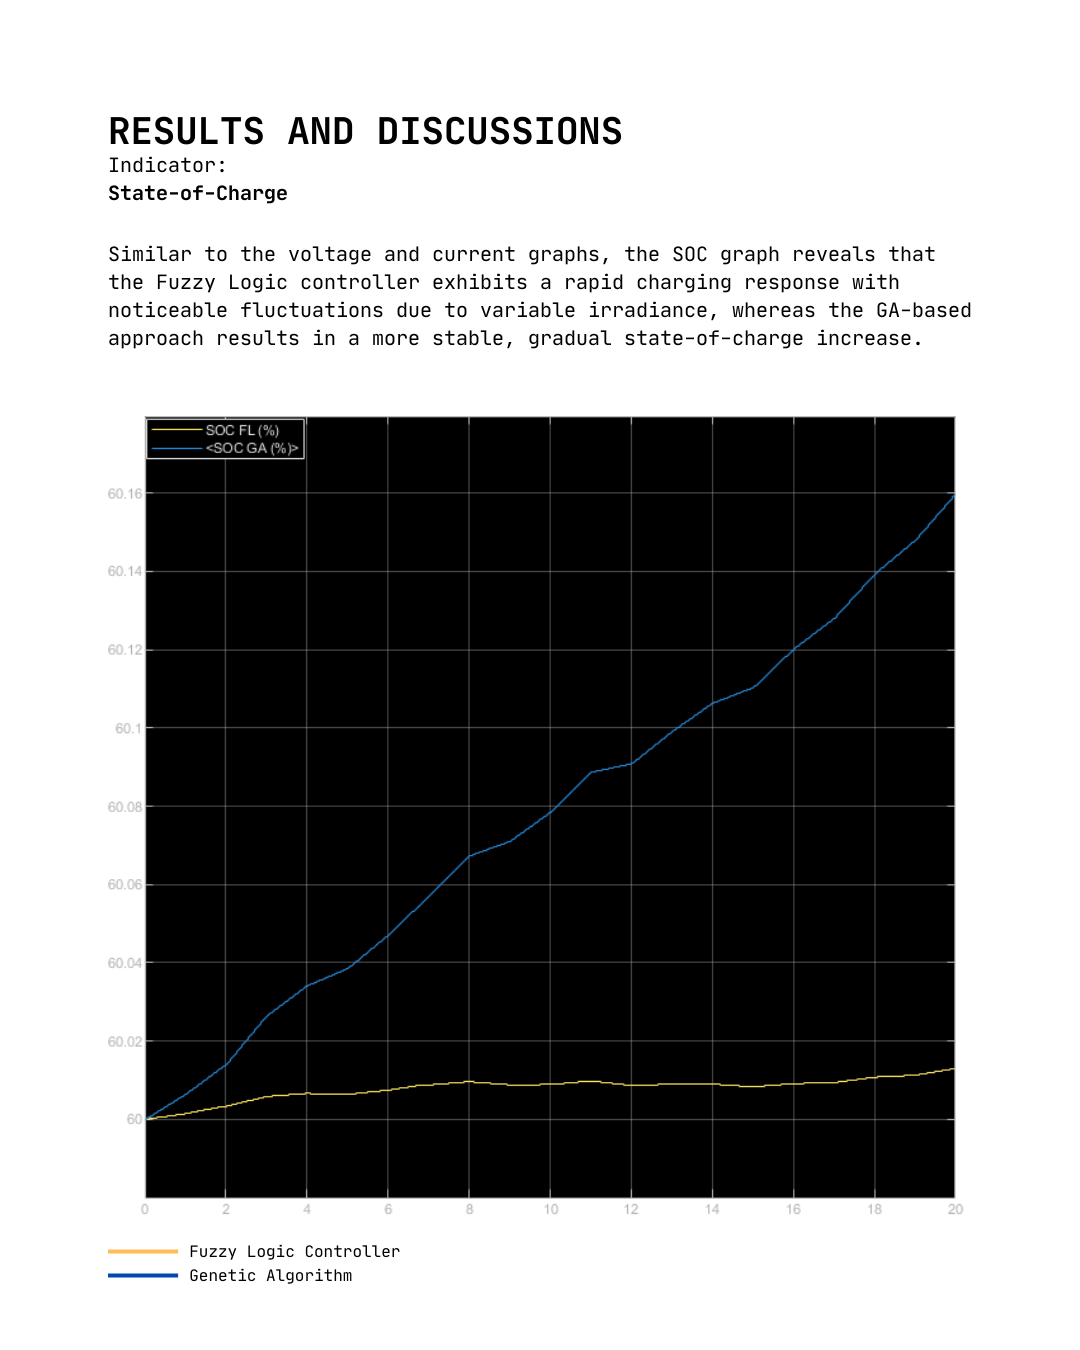 RESULTS AND DISCUSSIONS
Indicator:
State-of-Charge
Similar to the voltage and current graphs, the SOC graph reveals that
the Fuzzy Logic controller exhibits a rapid charging response with
noticeable fluctuations due to variable irradiance, whereas the GA-based
approach results in a more stable, gradual state-of-charge increase.
SOC FL (%)
<SOC GA (%)>
60.16
60.14
60.12
60.1
60.08
60.06
60.04
60.02
60
0 2 4 6 8 10 12 14 16 18 20
Fuzzy Logic Controller
Genetic Algorithm